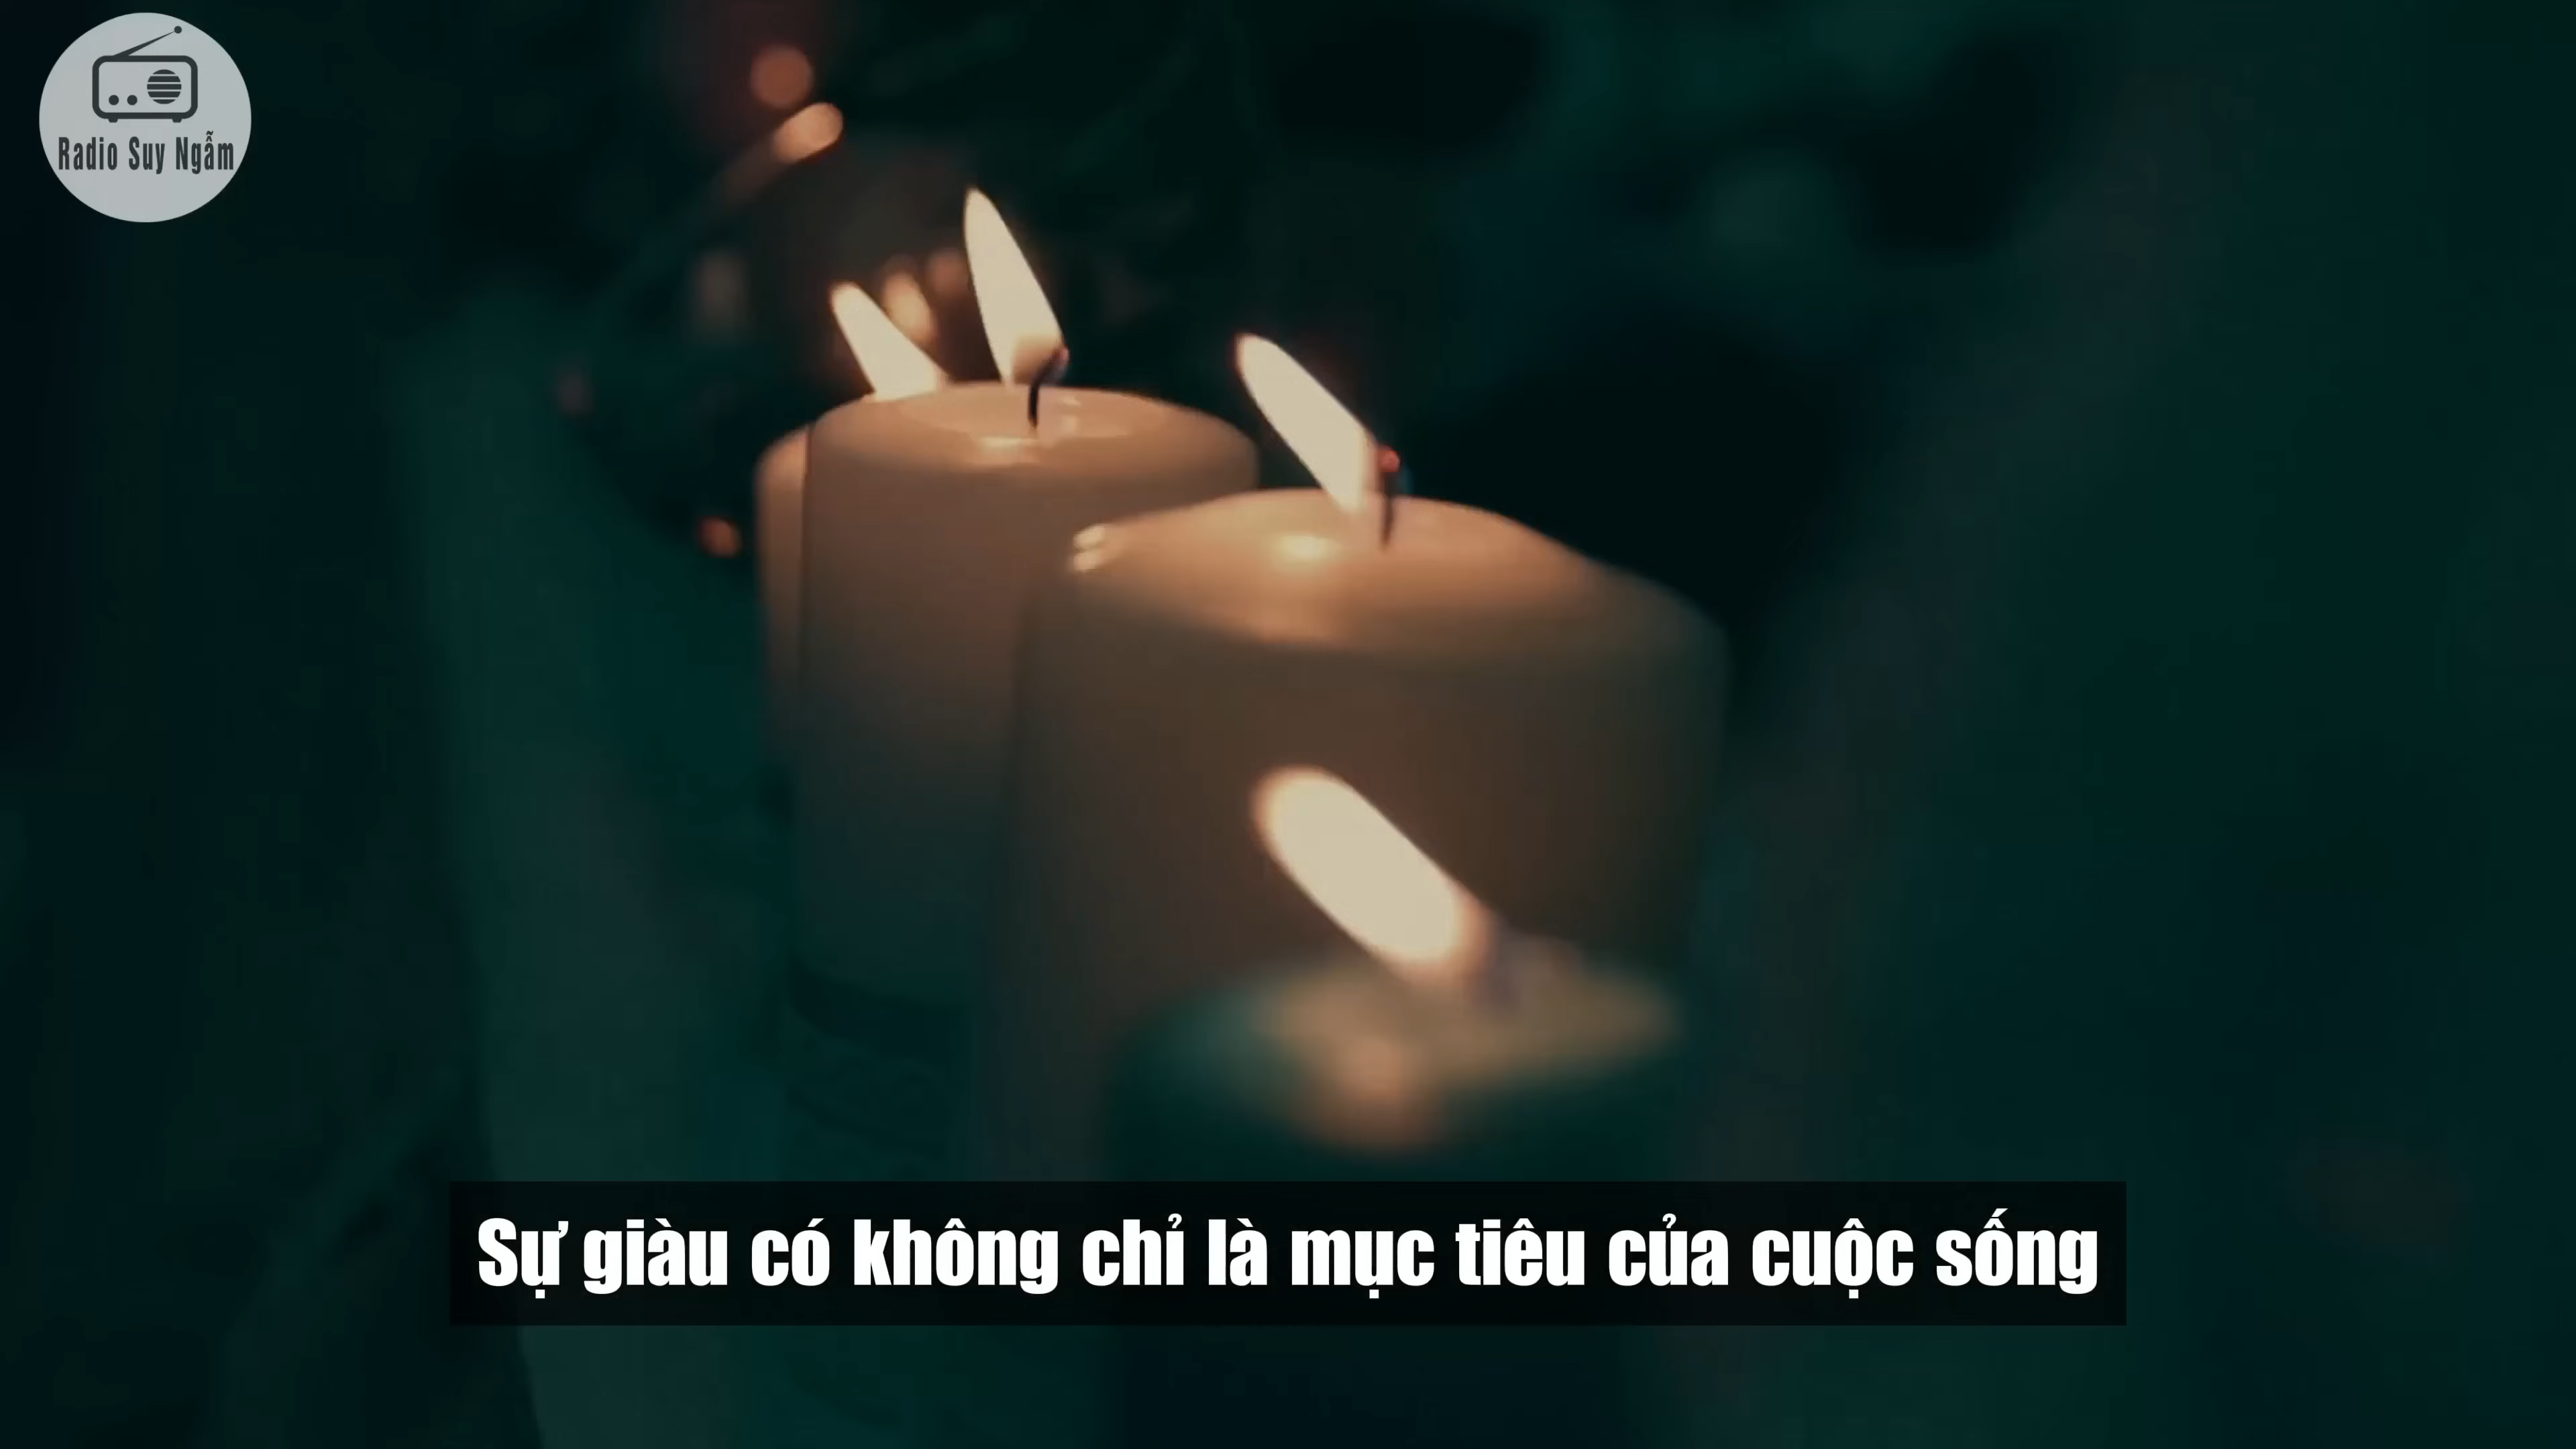 Radio Suy Ngẫm
Sự giàu có không chỉ là mục tiêu của cuộc sống